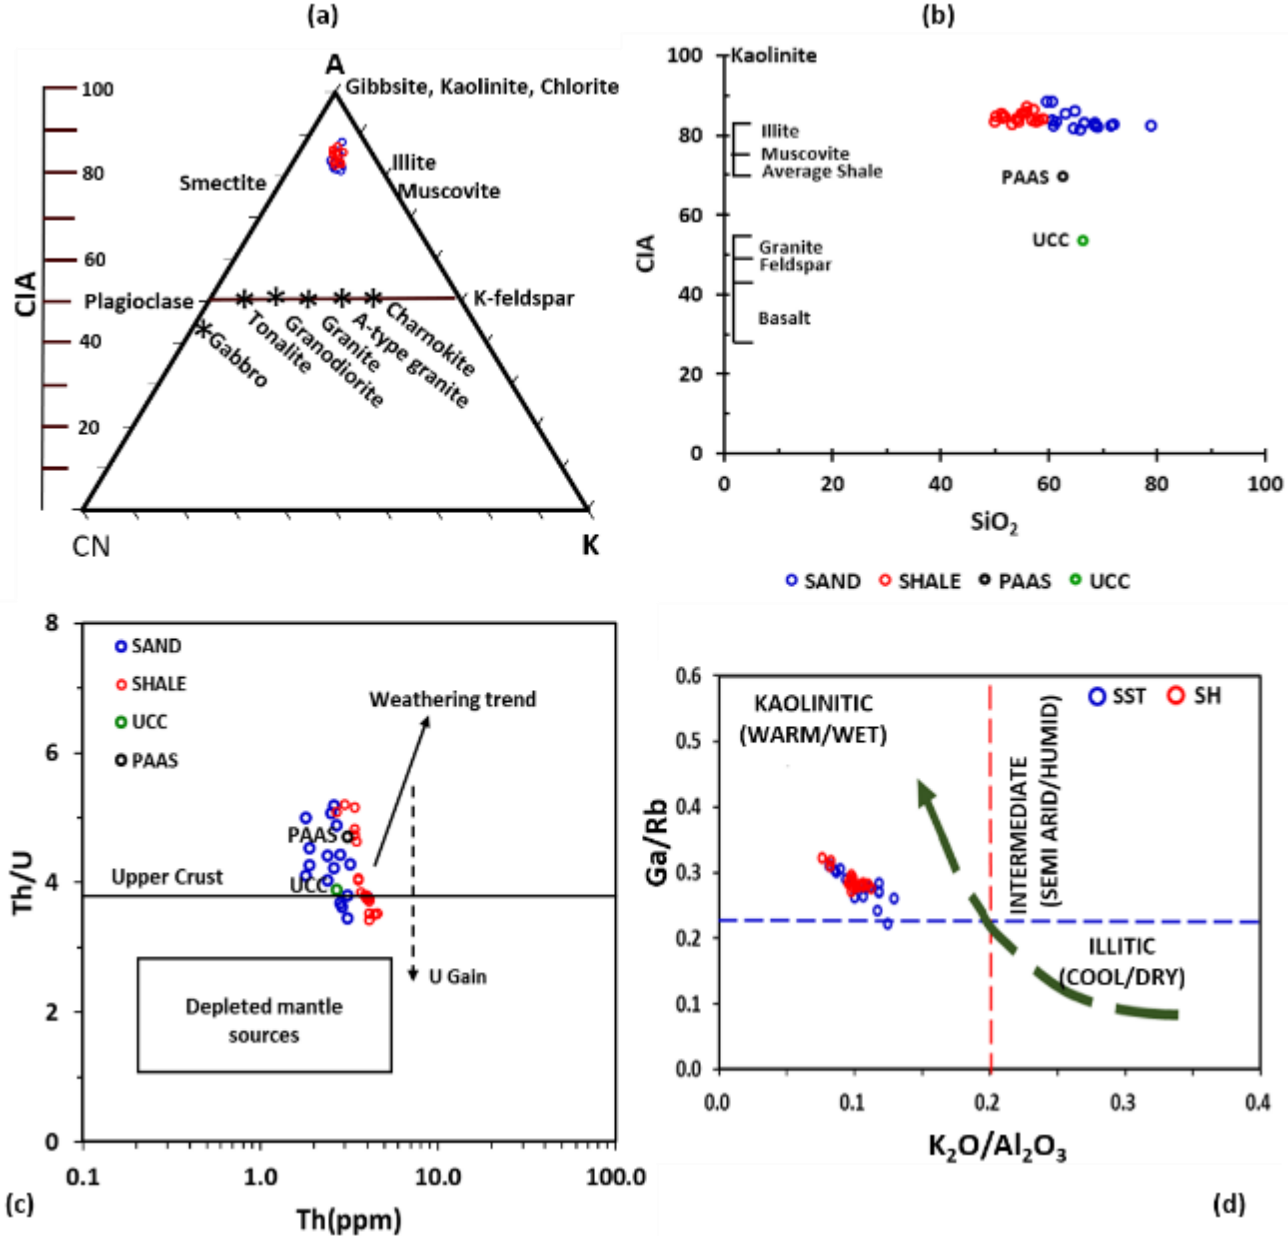 (a)
A
Gibbsite, Kaolinite, Chlorite
100
80
60
40
20
CIA
Smectite
Illite
Muscovite
Plagioclase
K-feldspar
Gabbro
Tonalite
Granodiorite
Granite
A-type granite
Charnokite
CN
K
(b)
100
80
60
40
20
0
CIA
Kaolinite
Illite
Muscovite
Average Shale
Granite
Feldspar
Basalt
PAAS
UCC
0 20 40 60 80 100
SiO2
SAND SHALE PAAS UCC
8
6
4
2
0
Th/U
SAND
SHALE
UCC
PAAS
Weathering trend
PAAS
Upper Crust
UCC
U Gain
Depleted mantle
sources
0.1 1.0 10.0 100.0
Th(ppm)
(c)
0.6
0.5
0.4
0.3
0.2
0.1
0.0
Ga/Rb
KAOLINITIC
(WARM/WET)
INTERMEDIATE
(SEMI ARID/HUMID)
SST SH
ILLITIC
(COOL/DRY)
0.0 0.1 0.2 0.3 0.4
K2O/Al2O3
(d)